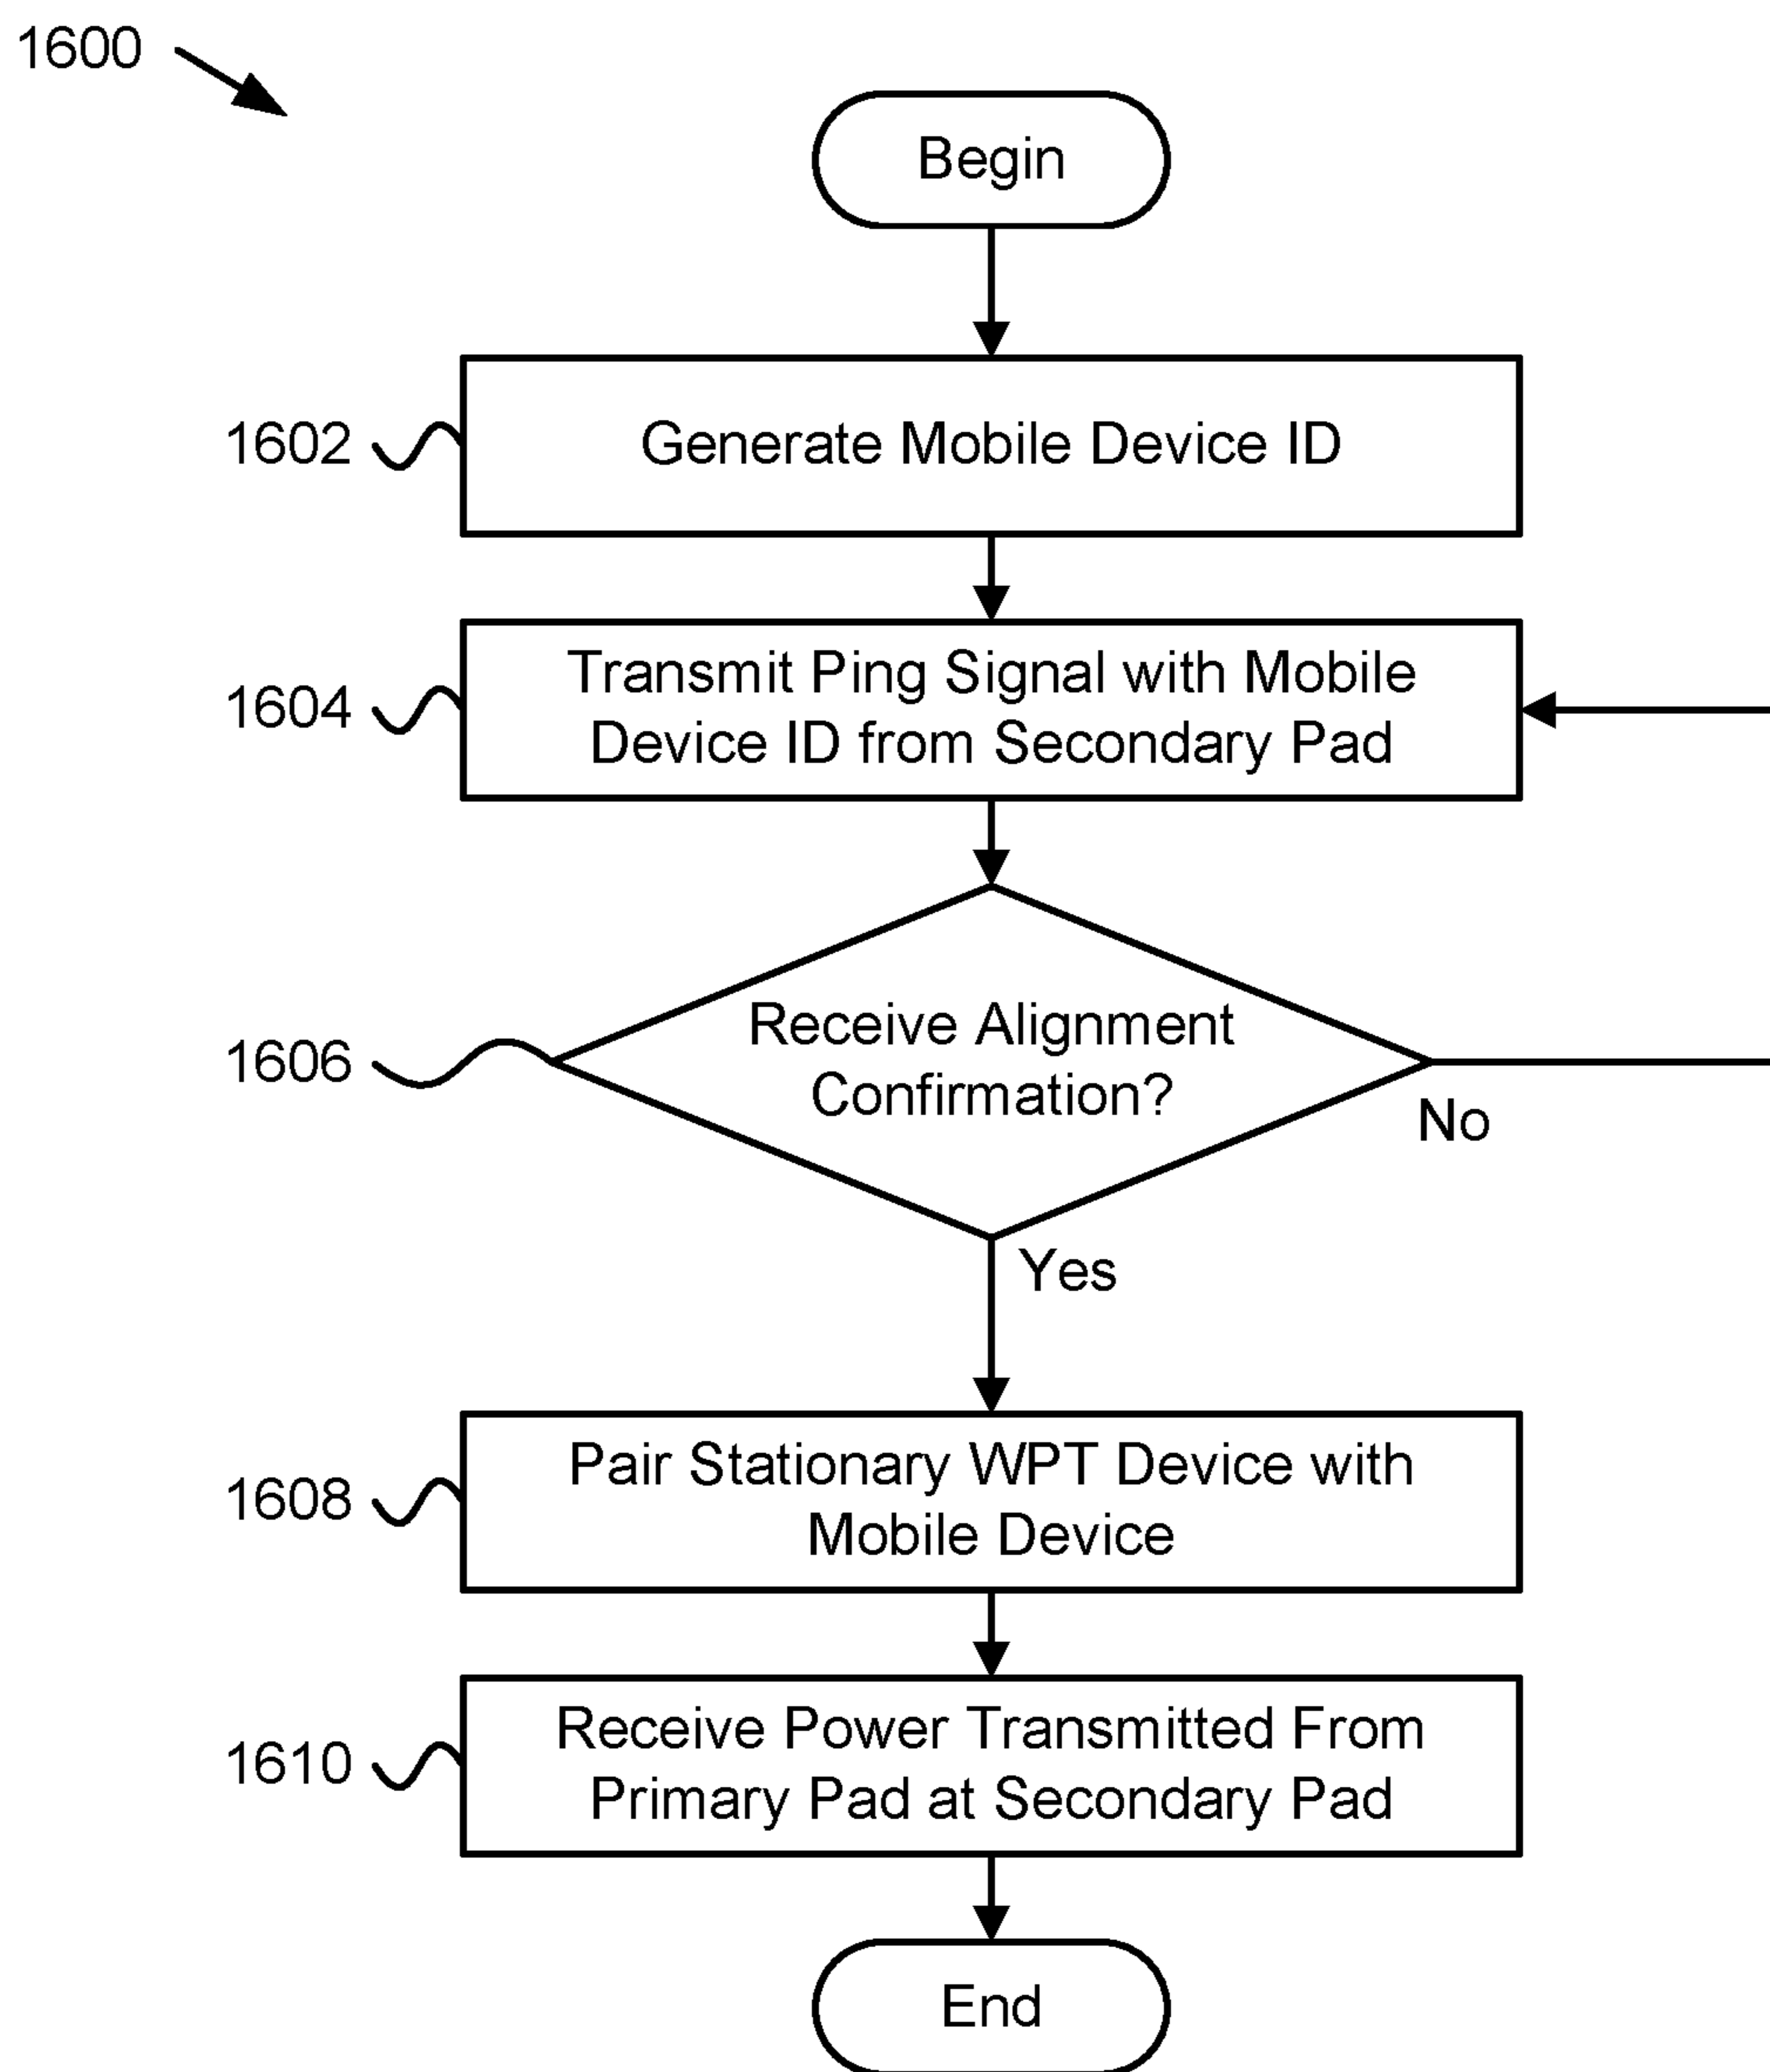 1600
Begin
1602
Generate Mobile Device ID
1604
Transmit Ping Signal with Mobile
Device ID from Secondary Pad
1606
Receive Alignment
Confirmation?
No
Yes
1608
Pair Stationary WPT Device with
Mobile Device
1610
Receive Power Transmitted From
Primary Pad at Secondary Pad
End